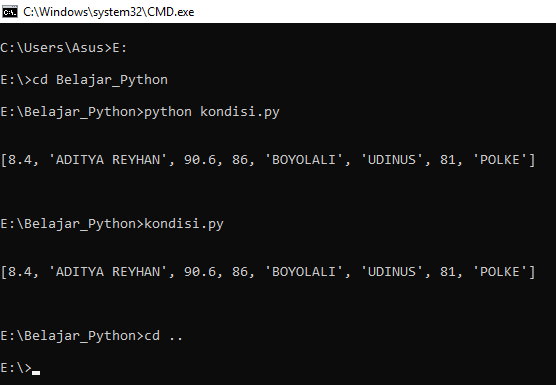 C:\Windows\system32\CMD.exe
C:\Users\Asus>E:
E:\>cd Belajar_Python
E:\Belajar_Python>python kondisi.py
[8.4, 'ADITYA REYHAN', 90.6, 86, 'BOYOLALI', 'UDINUS', 81, 'POLKE']
E:\Belajar_Python>kondisi.py
[8.4, 'ADITYA REYHAN', 90.6, 86, 'BOYOLALI', 'UDINUS', 81, 'POLKE']
E:\Belajar_Python>cd ..
E:\>